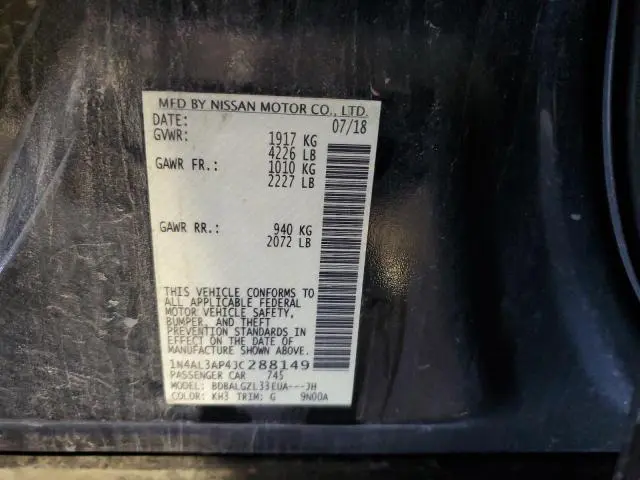 MFD BY NISSAN MOTOR CO., LTD.
DATE: 07/18
GVWR: 1917 KG
4226 LB
GAWR FR.: 1010 KG
2227 LB
GAWR RR.: 940 KG
2072 LB
THIS VEHICLE CONFORMS TO
ALL APPLICABLE FEDERAL
MOTOR VEHICLE SAFETY,
BUMPER, AND THEFT
PREVENTION STANDARDS IN
EFFECT ON THE DATE OF
MANUFACTURE SHOWN ABOVE.
1N4AL3AP4JC288149
PASSENGER CAR 745
MODEL: BDBALGZL33EUA---JH
COLOR: KH3 TRIM: G 9N00A